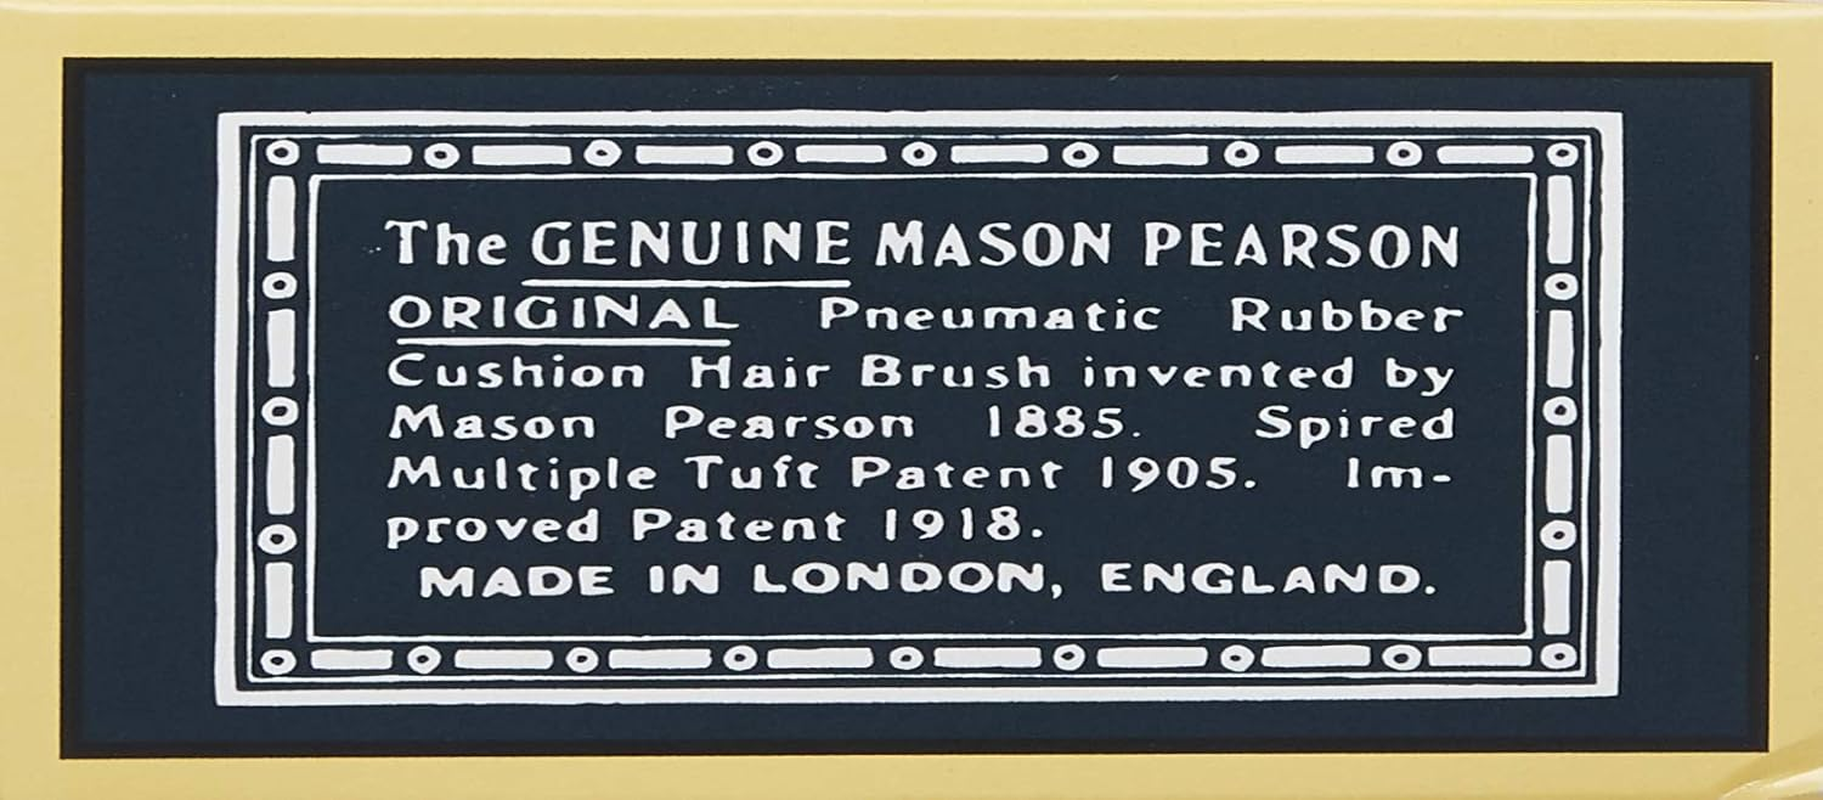 The GENUINE MASON PEARSON
ORIGINAL Pneumatic Rubber
Cushion Hair Brush invented by
Mason Pearson 1885. Spired
Multiple Tuft Patent 1905. Im-
proved Patent 1918.
MADE IN LONDON, ENGLAND.